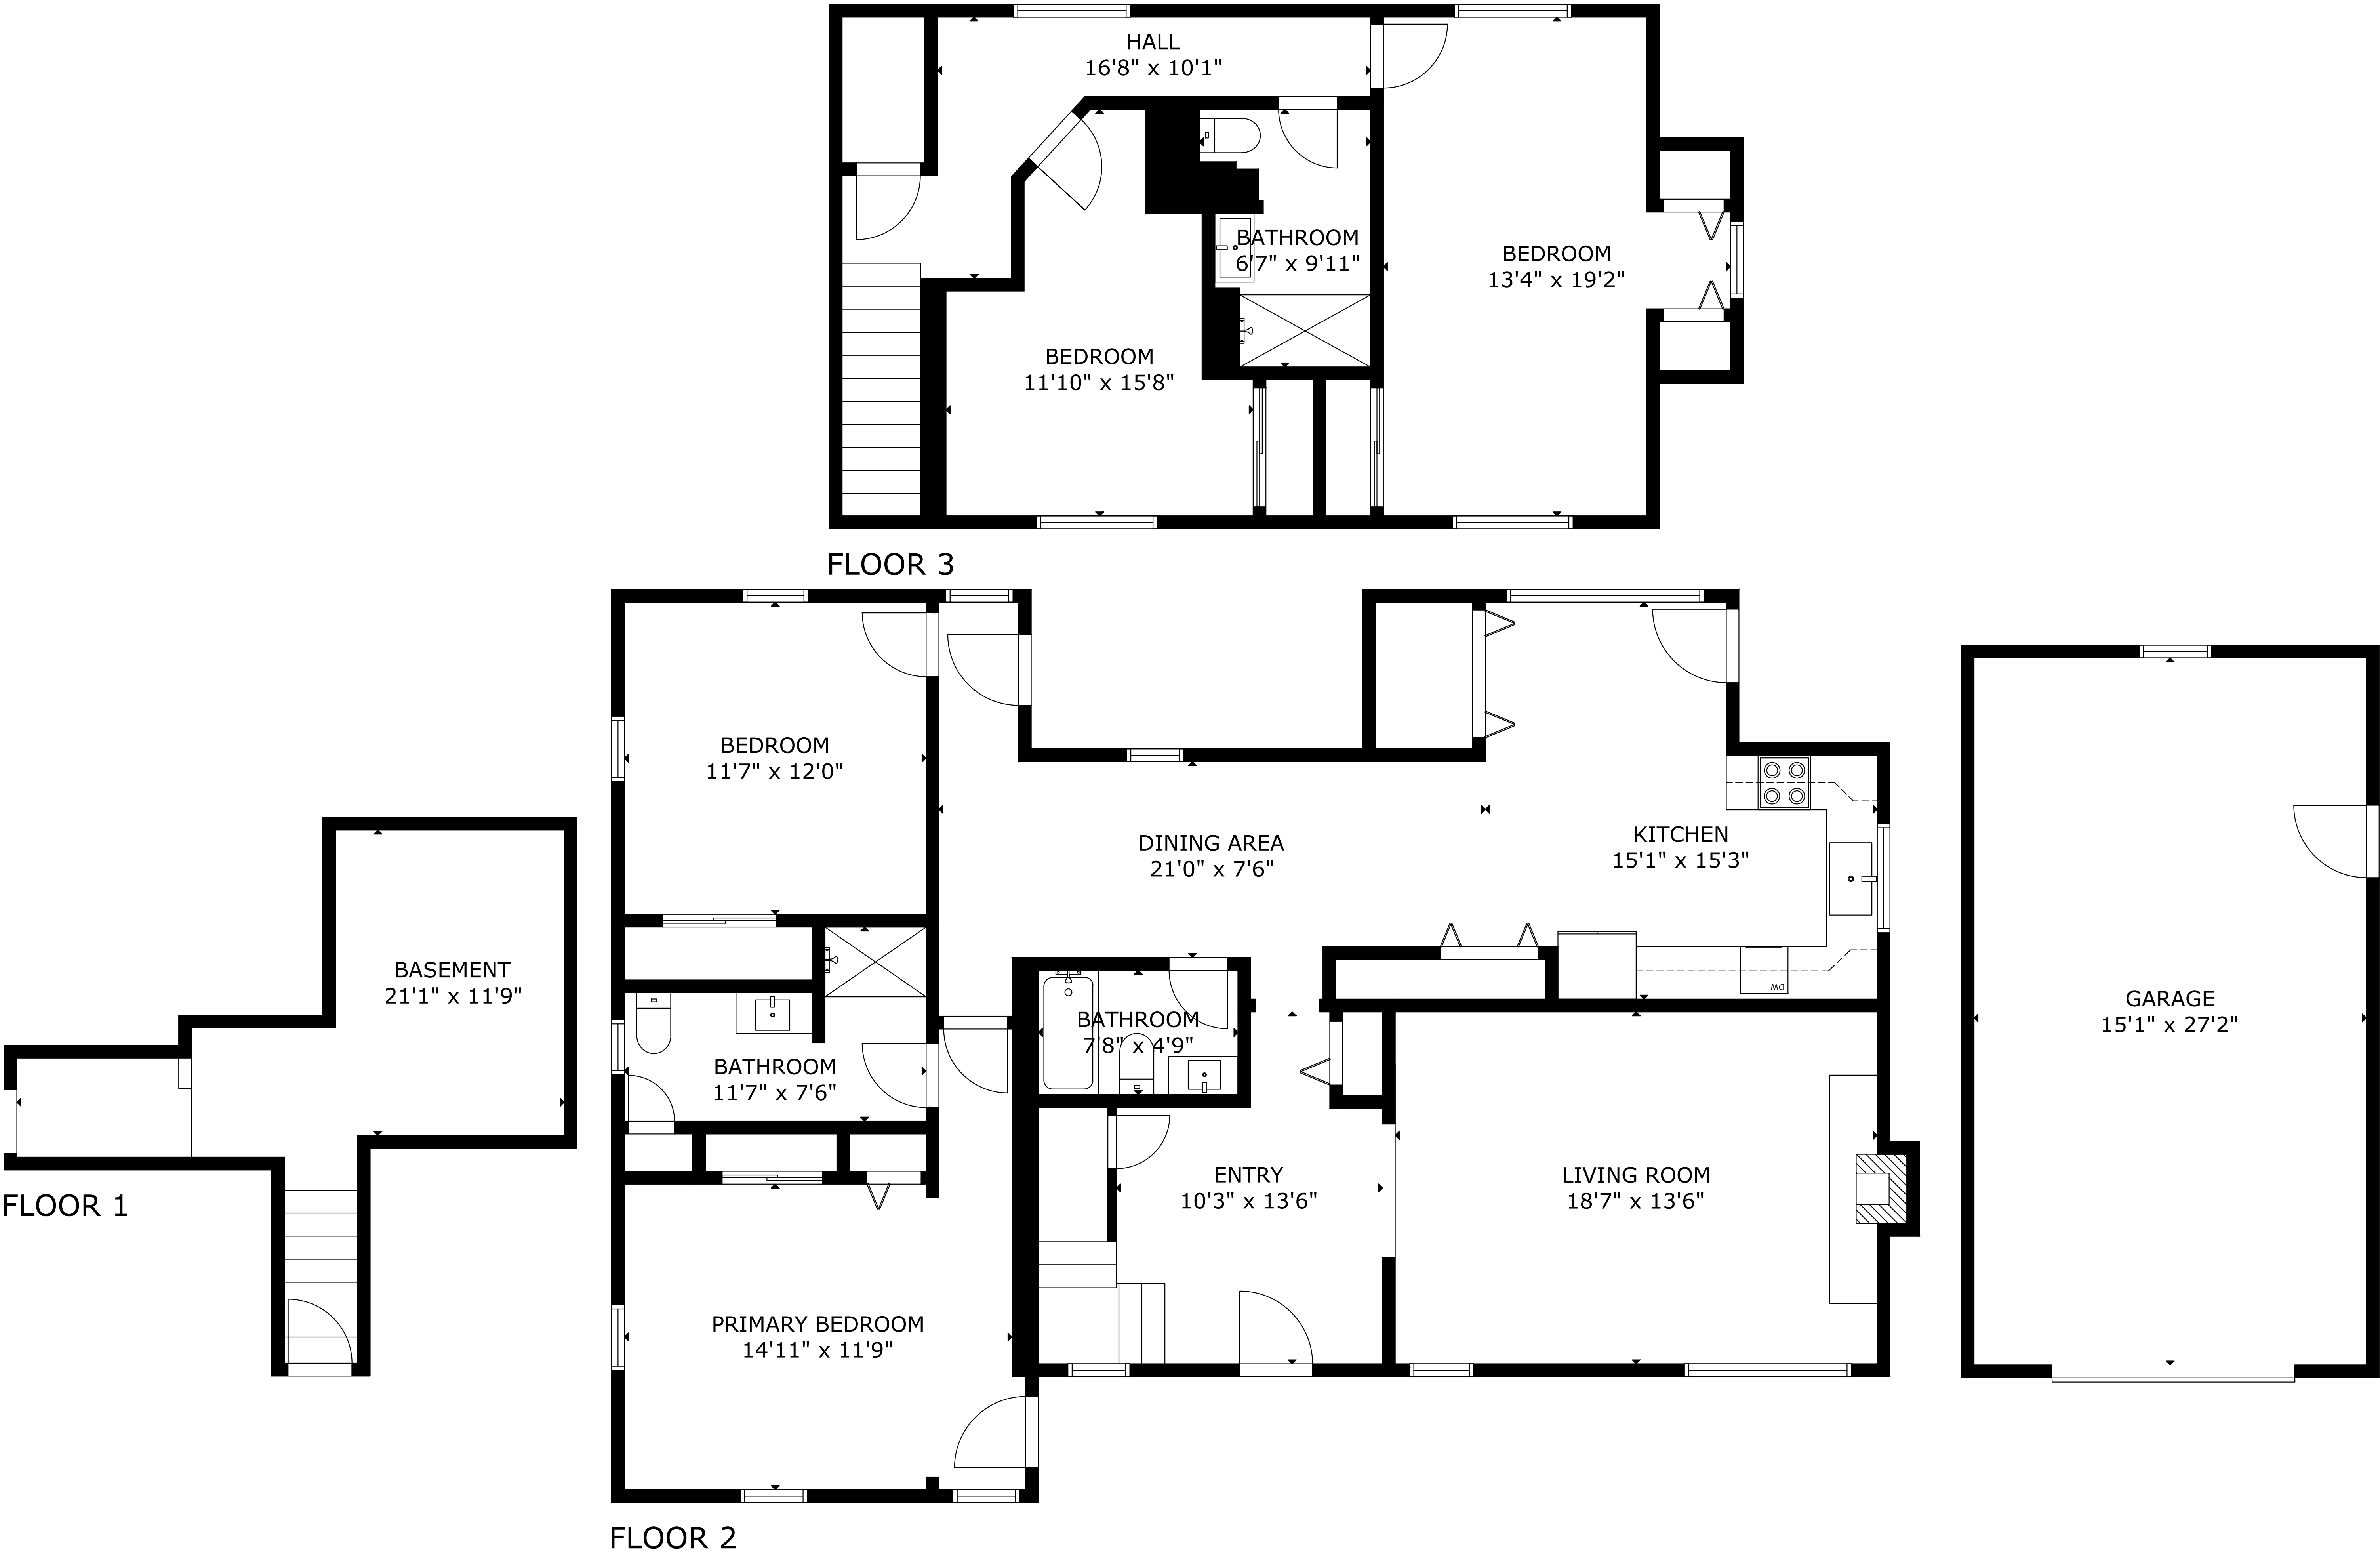 HALL
16'8" x 10'1"
BATHROOM
6'7" x 9'11"
BEDROOM
13'4" x 19'2"
BEDROOM
11'10" x 15'8"
FLOOR 3
BEDROOM
11'7" x 12'0"
DINING AREA
21'0" x 7'6"
KITCHEN
15'1" x 15'3"
DW
BATHROOM
7'8" x 4'9"
BATHROOM
11'7" x 7'6"
ENTRY
10'3" x 13'6"
LIVING ROOM
18'7" x 13'6"
PRIMARY BEDROOM
14'11" x 11'9"
FLOOR 2
BASEMENT
21'1" x 11'9"
FLOOR 1
GARAGE
15'1" x 27'2"